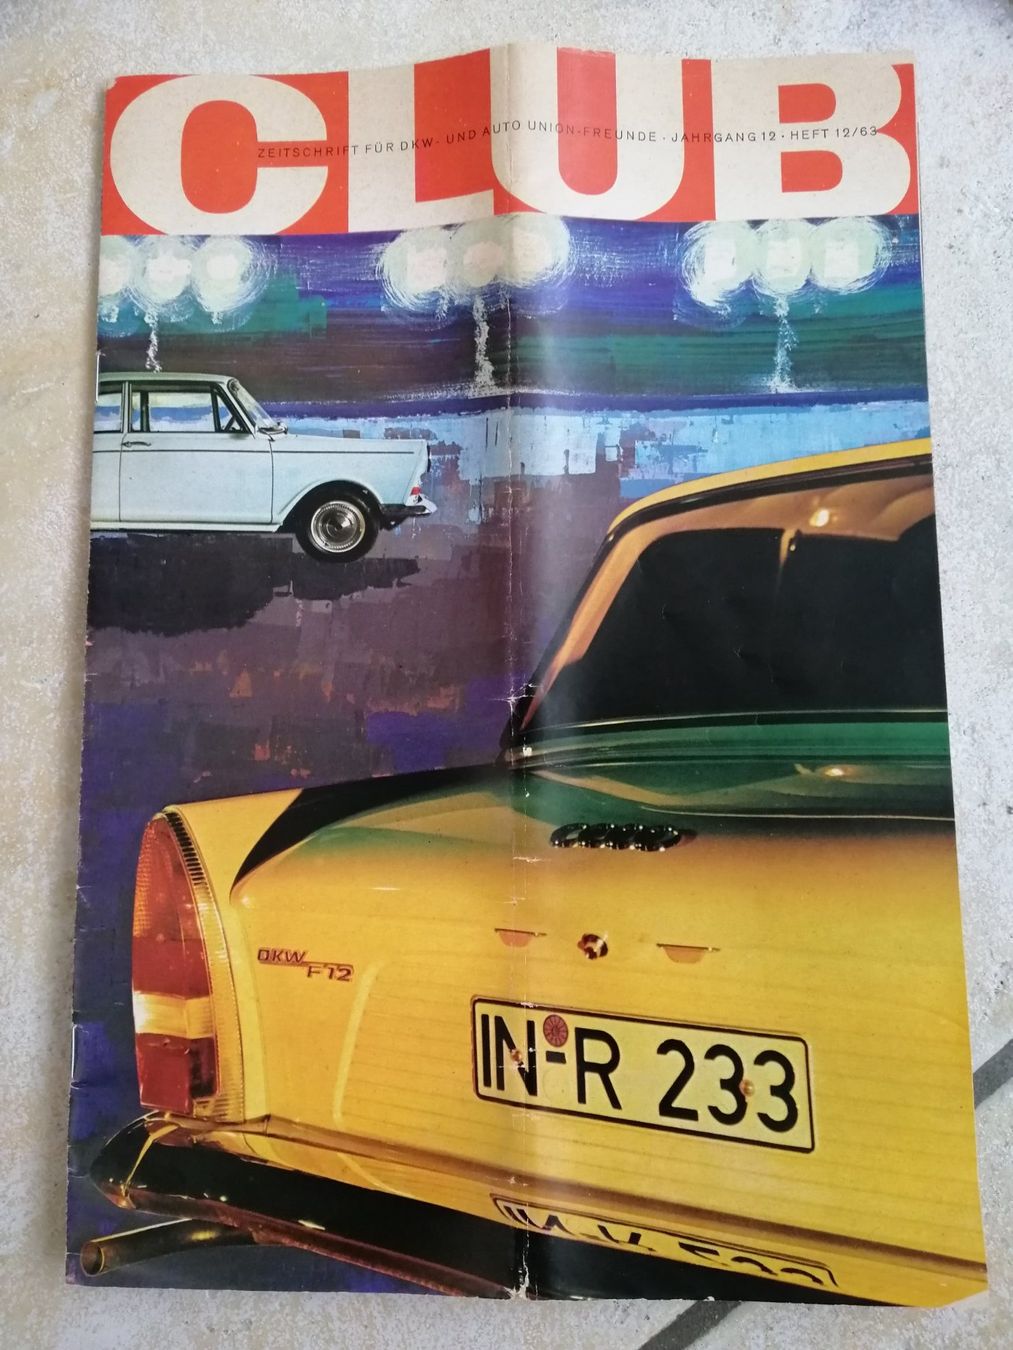 CLUB
ZEITSCHRIFT FÜR DKW- UND AUTO UNION-FREUNDE · JAHRGANG 12 · HEFT 12/63
DKW
F12
IN-R 233